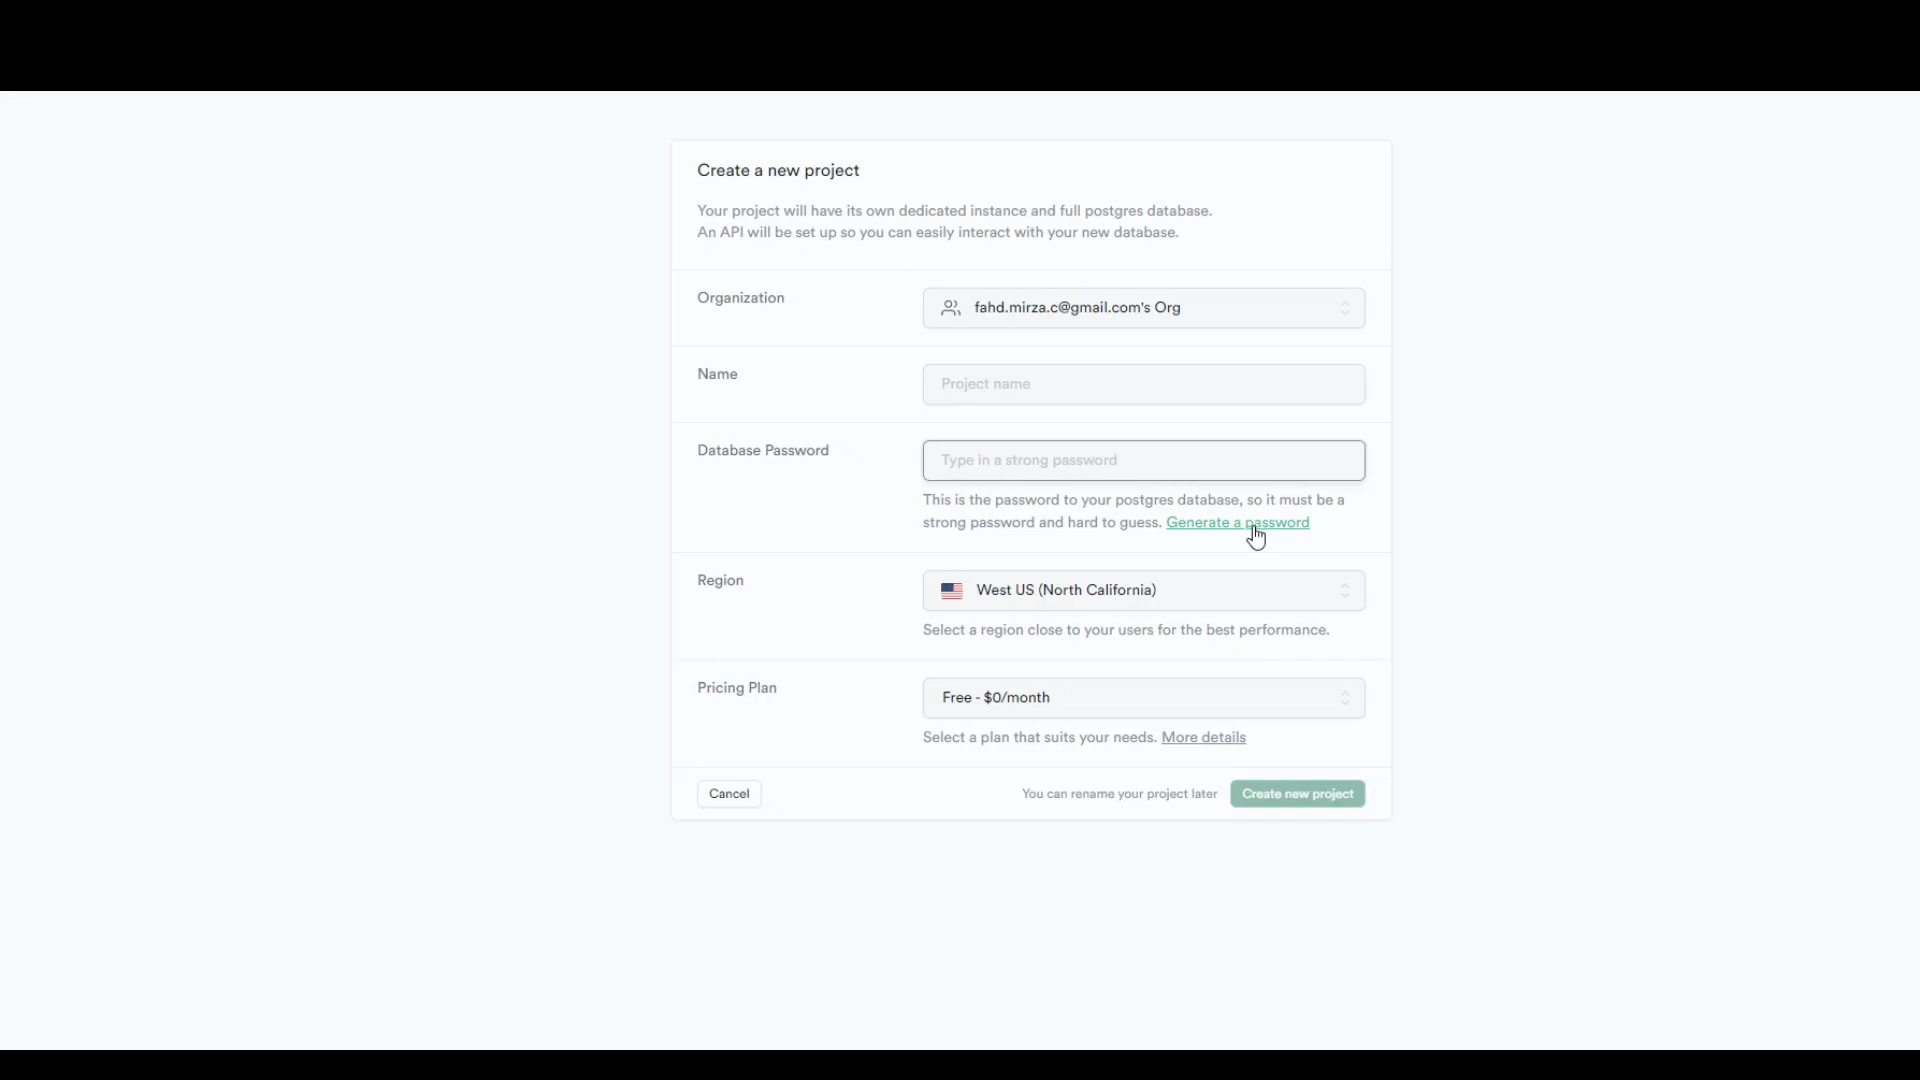 Create a new project
Your project will have its own dedicated instance and full postgres database.
An API will be set up so you can easily interact with your new database.
Organization
fahd.mirza.c@gmail.com's Org
Name
Project name
Database Password
Type in a strong password
This is the password to your postgres database, so it must be a
strong password and hard to guess. Generate a password
Region
West US (North California)
Select a region close to your users for the best performance.
Pricing Plan
Free - $0/month
Select a plan that suits your needs. More details
Cancel
You can rename your project later
Create new project